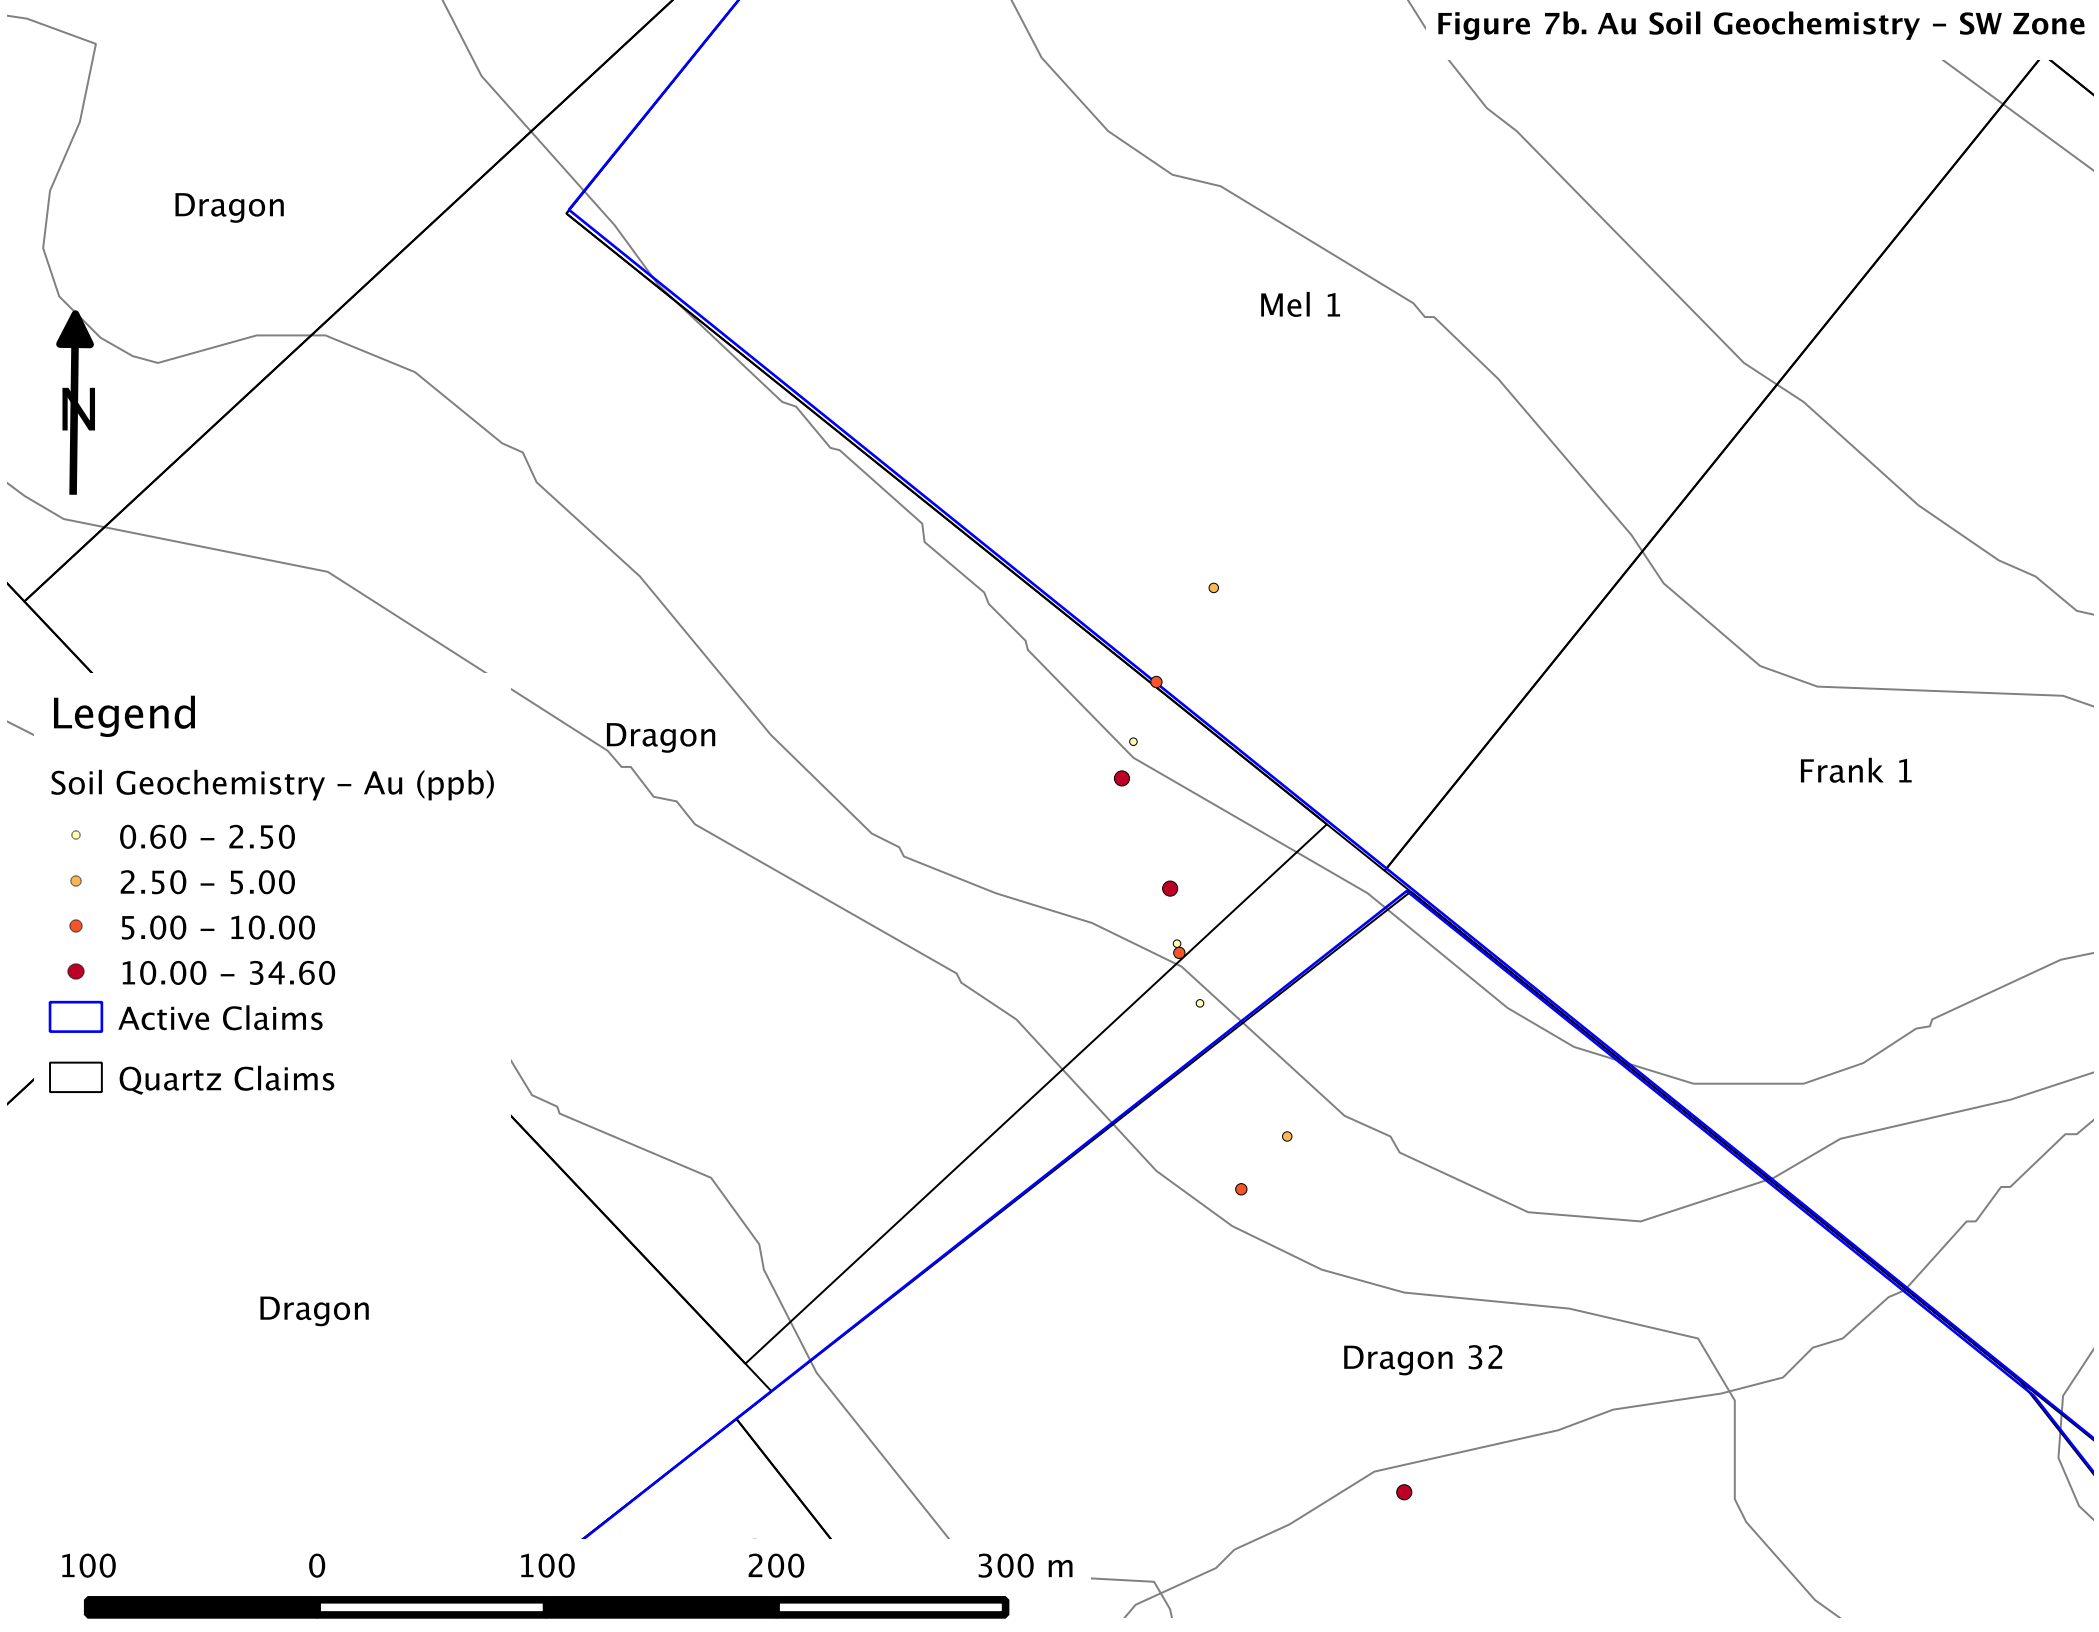 Figure 7b. Au Soil Geochemistry – SW Zone
Dragon
Mel 1
N
Dragon
Frank 1
Legend
Soil Geochemistry – Au (ppb)
0.60 – 2.50
2.50 – 5.00
5.00 – 10.00
10.00 – 34.60
Active Claims
Quartz Claims
Dragon
Dragon 32
100 0 100 200 300 m